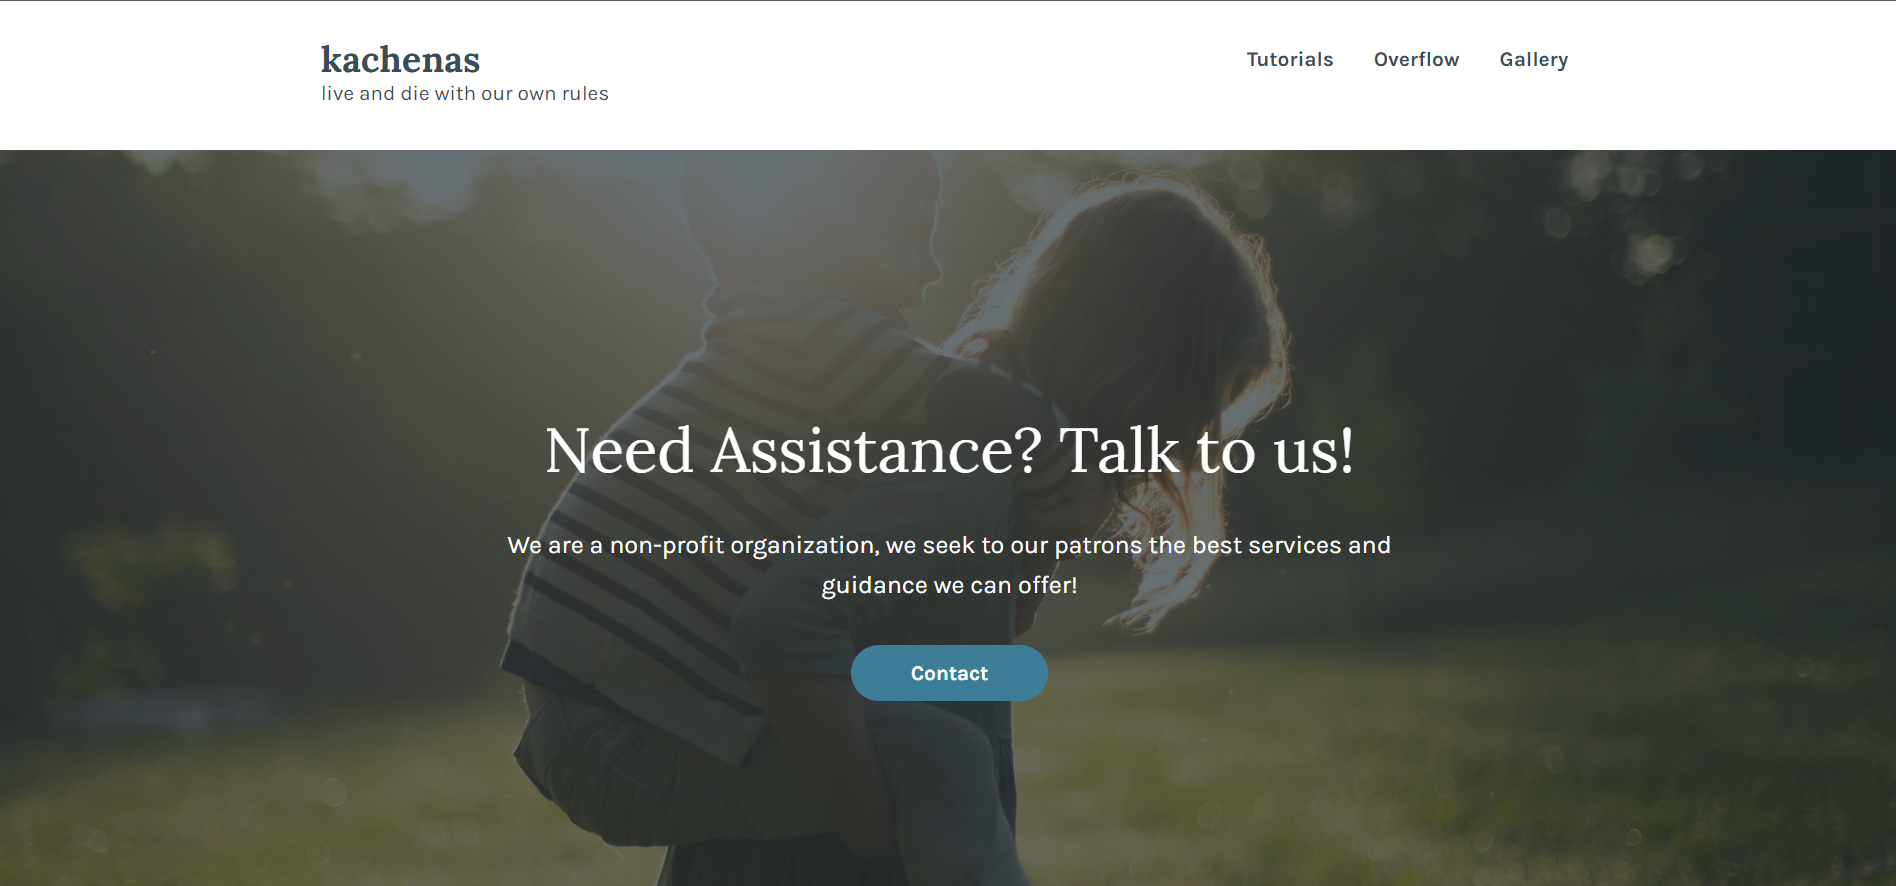 kachenas
live and die with our own rules
Tutorials Overflow Gallery
Need Assistance? Talk to us!
We are a non-profit organization, we seek to our patrons the best services and
guidance we can offer!
Contact